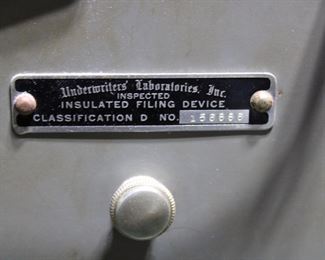 Underwriters' Laboratories, Inc.
INSPECTED
INSULATED FILING DEVICE
CLASSIFICATION D NO.